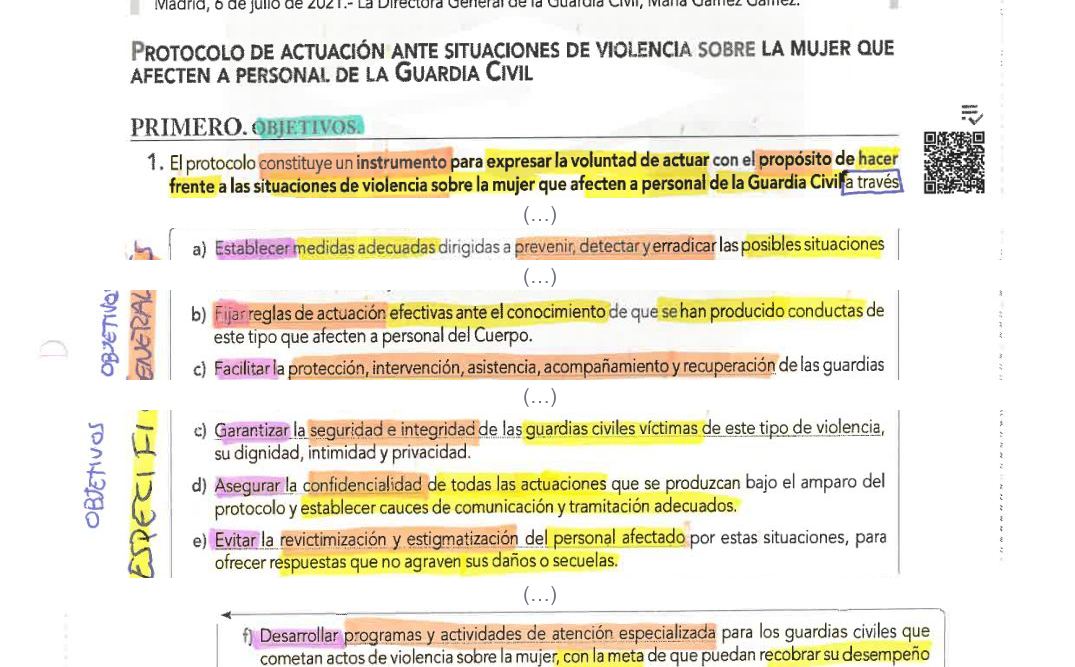 Madrid, 6 de julio de 2021.- La Directora General de la Guardia Civil, María Gámez Gámez.
PROTOCOLO DE ACTUACIÓN ANTE SITUACIONES DE VIOLENCIA SOBRE LA MUJER QUE
AFECTEN A PERSONAL DE LA GUARDIA CIVIL
PRIMERO. OBJETIVOS.
1. El protocolo constituye un instrumento para expresar la voluntad de actuar con el propósito de hacer
frente a las situaciones de violencia sobre la mujer que afecten a personal de la Guardia Civil a través
(...)
a) Establecer medidas adecuadas dirigidas a prevenir, detectar y erradicar las posibles situaciones
(...)
OBJETIVO
ENERAL
b) Fijar reglas de actuación efectivas ante el conocimiento de que se han producido conductas de
este tipo que afecten a personal del Cuerpo.
c) Facilitar la protección, intervención, asistencia, acompañamiento y recuperación de las guardias
(...)
OBJETIVOS
ESPECIFI
c) Garantizar la seguridad e integridad de las guardias civiles víctimas de este tipo de violencia,
su dignidad, intimidad y privacidad.
d) Asegurar la confidencialidad de todas las actuaciones que se produzcan bajo el amparo del
protocolo y establecer cauces de comunicación y tramitación adecuados.
e) Evitar la revictimización y estigmatización del personal afectado por estas situaciones, para
ofrecer respuestas que no agraven sus daños o secuelas.
(...)
f) Desarrollar programas y actividades de atención especializada para los guardias civiles que
cometan actos de violencia sobre la mujer, con la meta de que puedan recobrar su desempeño